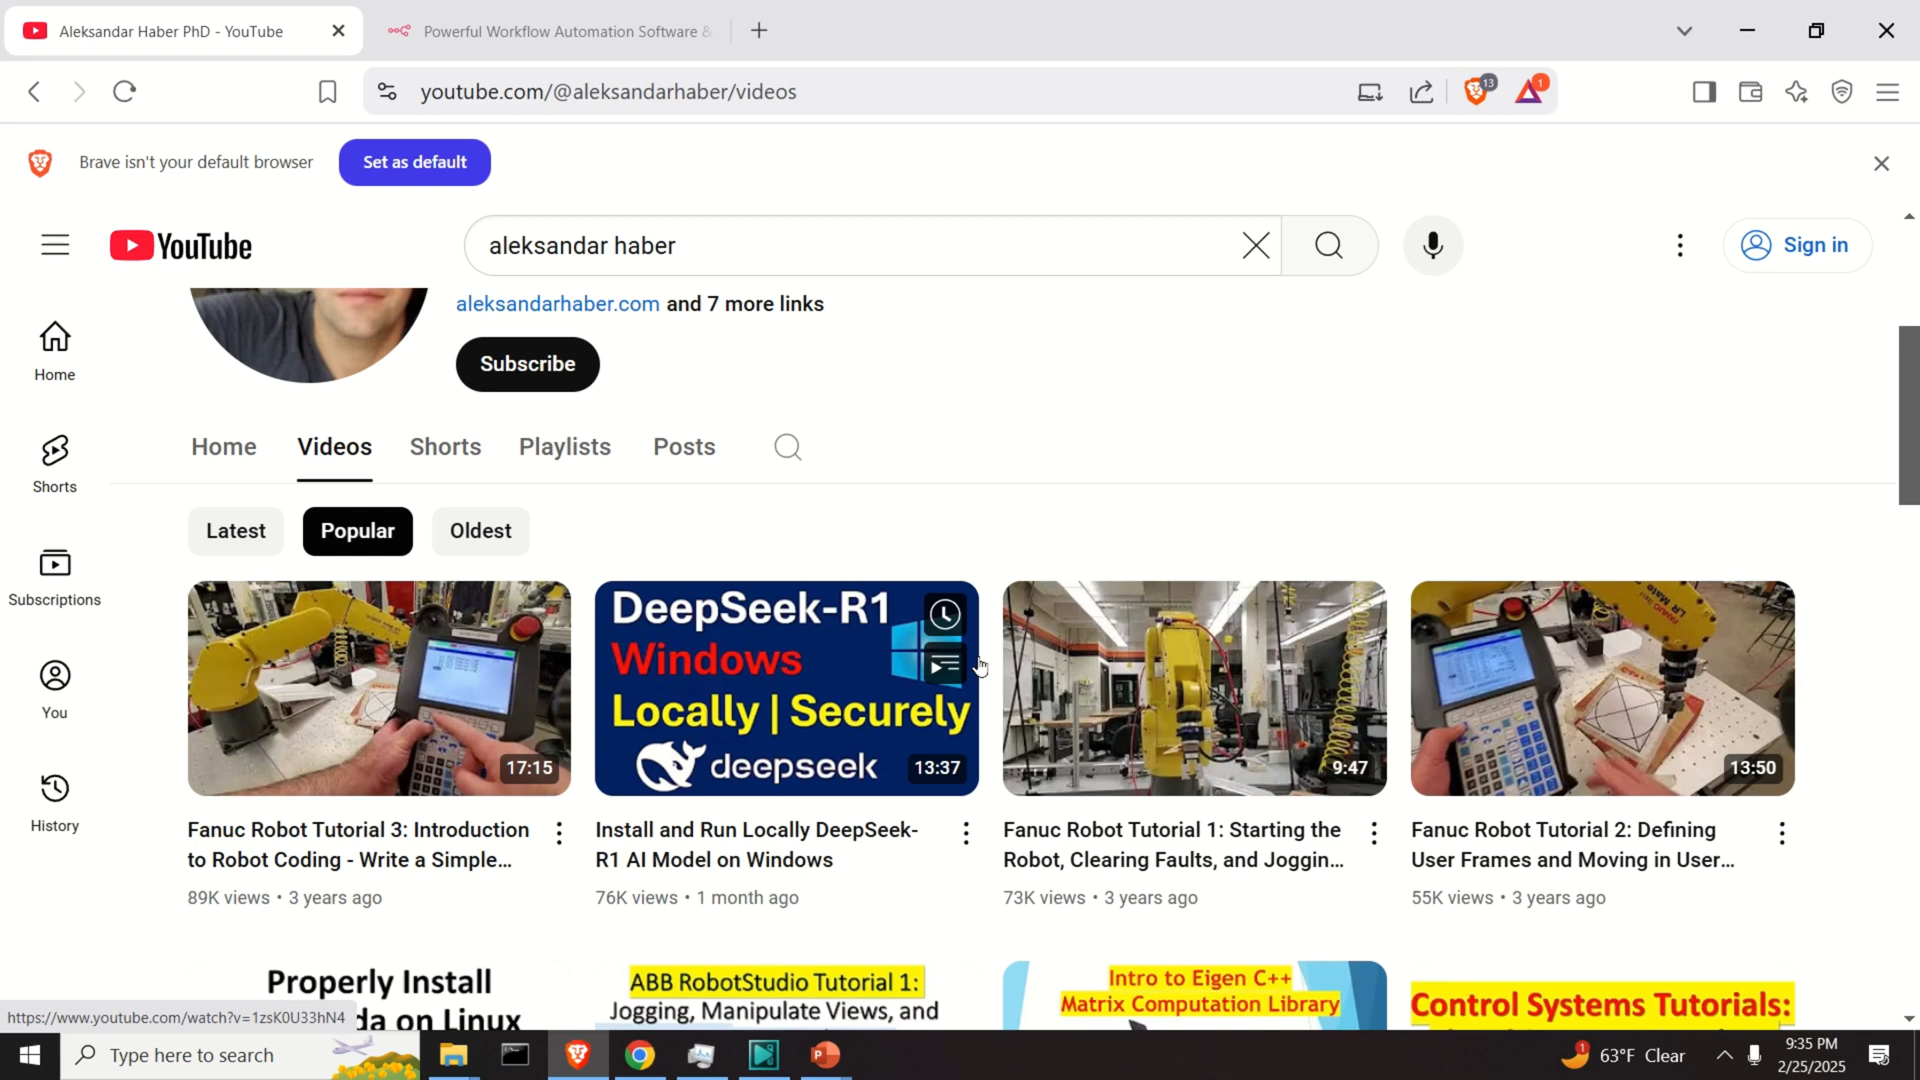 Aleksandar Haber PhD - YouTube
Powerful Workflow Automation Software &
youtube.com/@aleksandarhaber/videos
13
1
Brave isn't your default browser
Set as default
YouTube
aleksandar haber
Sign in
aleksandarhaber.com and 7 more links
Subscribe
Home
Shorts
Subscriptions
You
History
Home
Videos
Shorts
Playlists
Posts
Latest
Popular
Oldest
17:15
DeepSeek-R1
Windows
Locally | Securely
deepseek
13:37
9:47
13:50
Fanuc Robot Tutorial 3: Introduction
to Robot Coding - Write a Simple...
89K views • 3 years ago
Install and Run Locally DeepSeek-
R1 AI Model on Windows
76K views • 1 month ago
Fanuc Robot Tutorial 1: Starting the
Robot, Clearing Faults, and Joggin...
73K views • 3 years ago
Fanuc Robot Tutorial 2: Defining
User Frames and Moving in User...
55K views • 3 years ago
Properly Install
da on Linux
ABB RobotStudio Tutorial 1:
Jogging, Manipulate Views, and
Intro to Eigen C++
Matrix Computation Library
Control Systems Tutorials:
https://www.youtube.com/watch?v=1zsK0U33hN4
Type here to search
1
63°F Clear
9:35 PM
2/25/2025